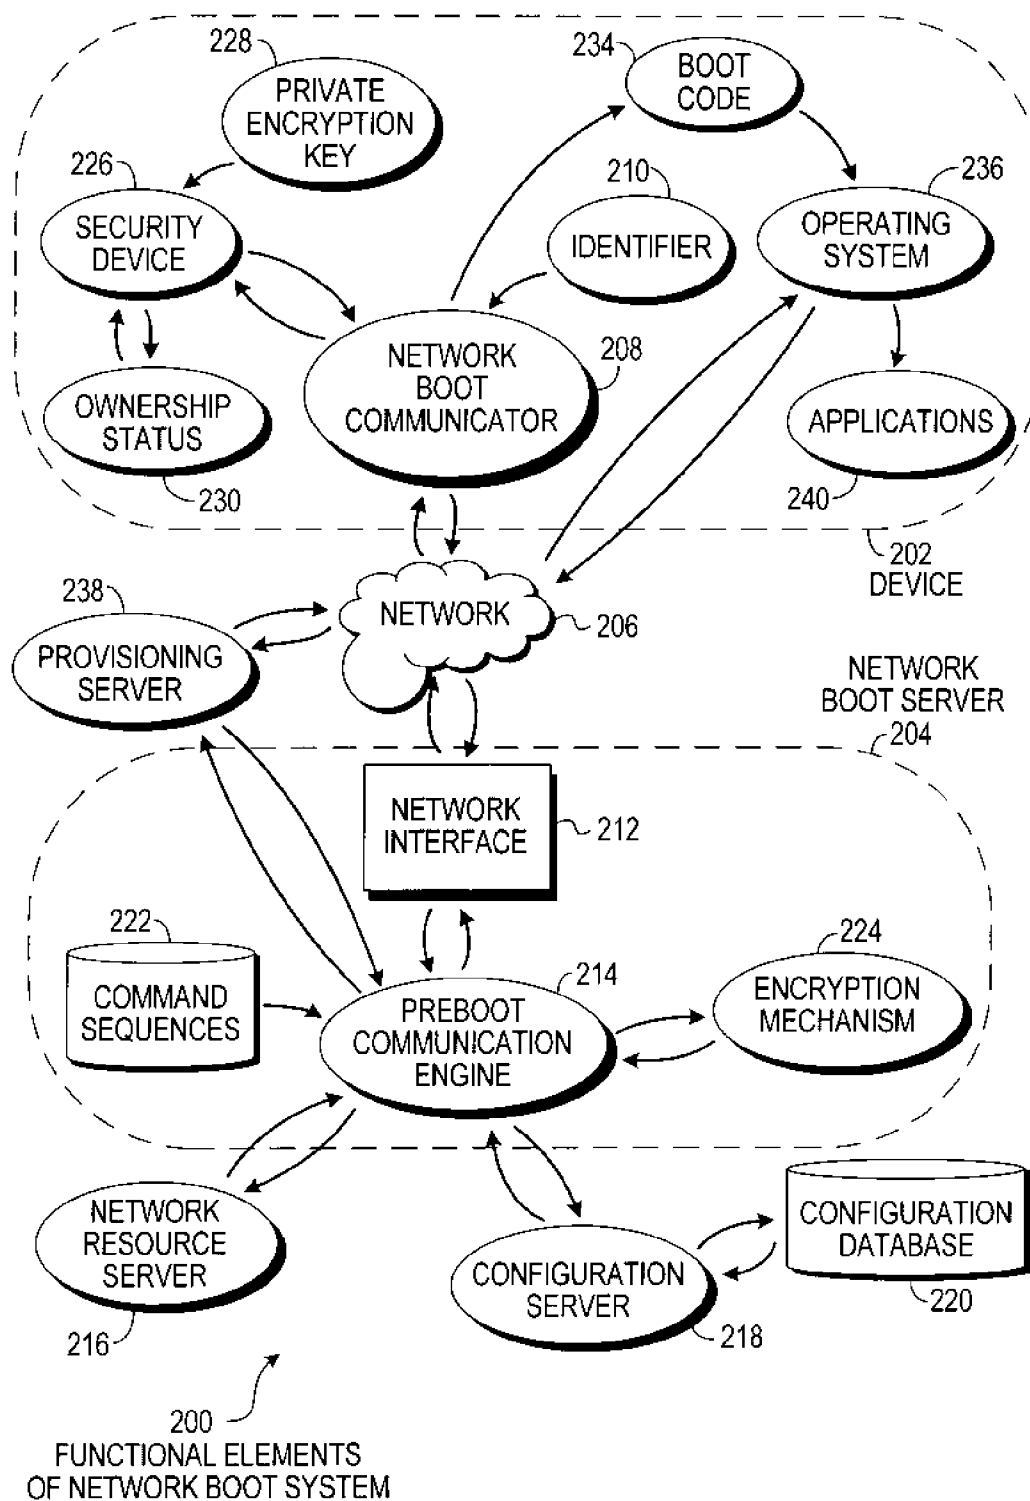 228
PRIVATE
ENCRYPTION
KEY
234
BOOT
CODE
226
SECURITY
DEVICE
210
IDENTIFIER
236
OPERATING
SYSTEM
OWNERSHIP
STATUS
230
NETWORK
BOOT
COMMUNICATOR
208
APPLICATIONS
240
202
DEVICE
238
PROVISIONING
SERVER
NETWORK
206
NETWORK
BOOT SERVER
204
NETWORK
INTERFACE
212
222
COMMAND
SEQUENCES
214
PREBOOT
COMMUNICATION
ENGINE
224
ENCRYPTION
MECHANISM
NETWORK
RESOURCE
SERVER
216
CONFIGURATION
SERVER
218
CONFIGURATION
DATABASE
220
200
FUNCTIONAL ELEMENTS
OF NETWORK BOOT SYSTEM